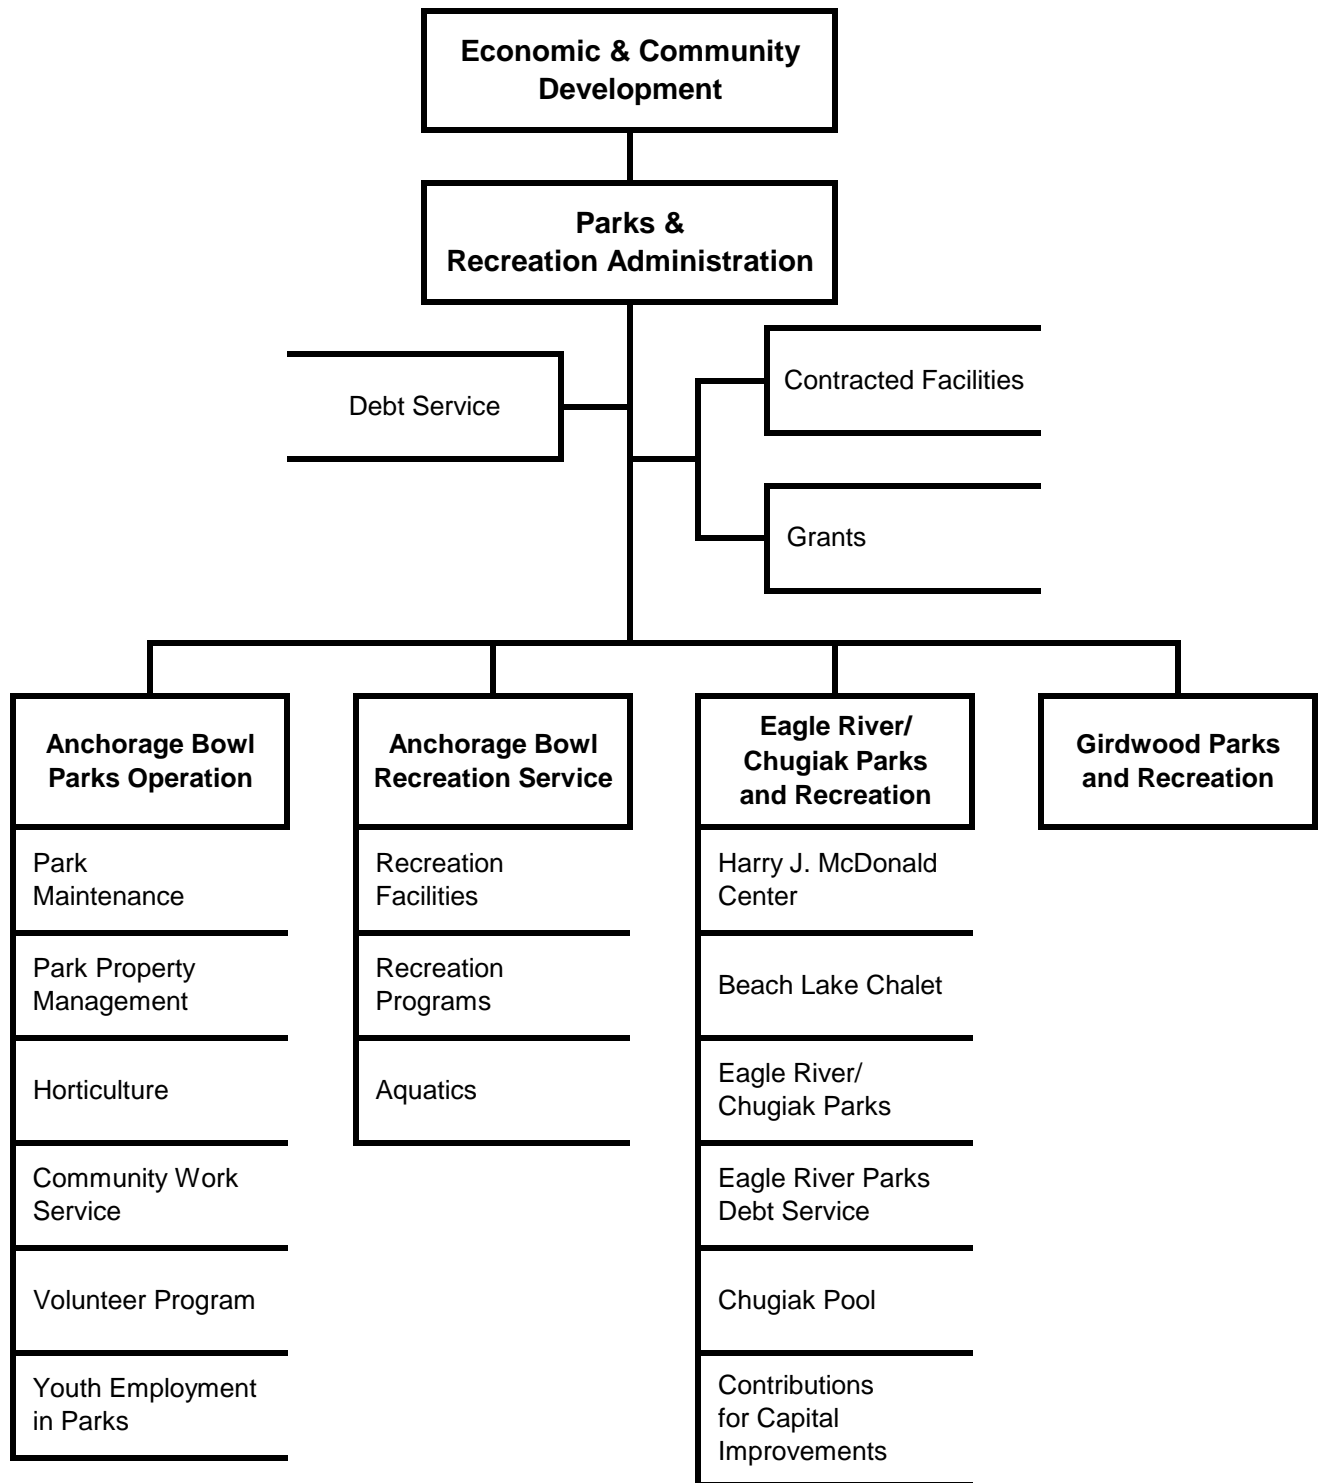 Economic & Community
Development
Parks &
Recreation Administration
Debt Service
Contracted Facilities
Grants
Anchorage Bowl
Parks Operation
Park
Maintenance
Park Property
Management
Horticulture
Community Work
Service
Volunteer Program
Youth Employment
in Parks
Anchorage Bowl
Recreation Service
Recreation
Facilities
Recreation
Programs
Aquatics
Eagle River/
Chugiak Parks
and Recreation
Harry J. McDonald
Center
Beach Lake Chalet
Eagle River/
Chugiak Parks
Eagle River Parks
Debt Service
Chugiak Pool
Contributions
for Capital
Improvements
Girdwood Parks
and Recreation